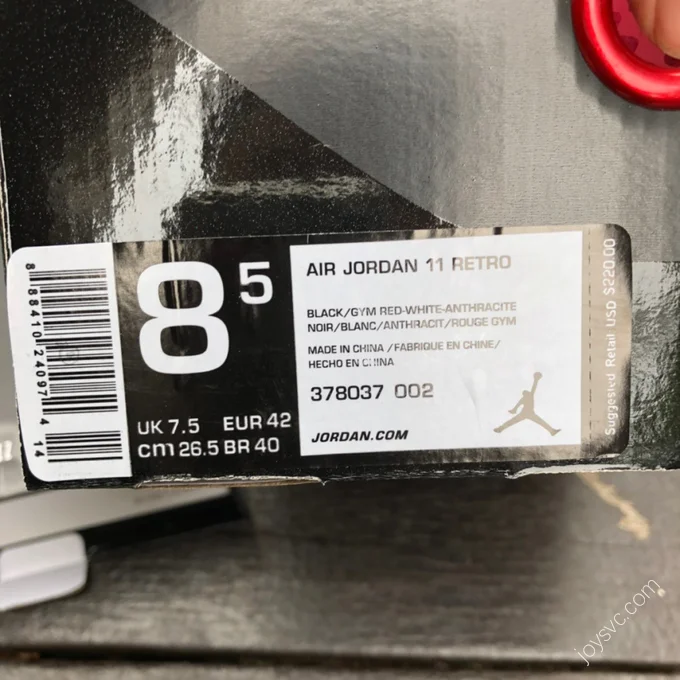 8 5
UK 7.5 EUR 42
cm 26.5 BR 40
8 88410 24097 4 14
AIR JORDAN 11 RETRO
BLACK/GYM RED-WHITE-ANTHRACITE
NOIR/BLANC/ANTHRACIT/ROUGE GYM
MADE IN CHINA /FABRIQUE EN CHINE/
HECHO EN CHINA
378037 002
JORDAN.COM
Suggested Retail USD $220.00
joysvc.com